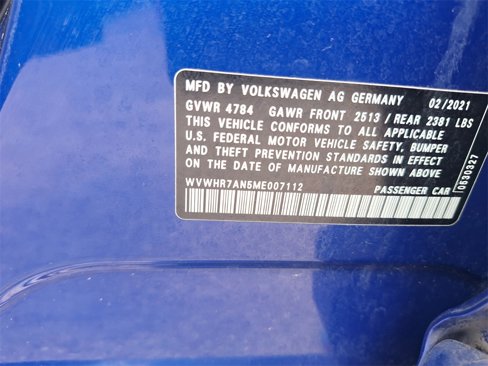 MFD BY VOLKSWAGEN AG GERMANY 02/2021
GVWR 4784 GAWR FRONT 2513 / REAR 2381 LBS
THIS VEHICLE CONFORMS TO ALL APPLICABLE
U.S. FEDERAL MOTOR VEHICLE SAFETY, BUMPER
AND THEFT PREVENTION STANDARDS IN EFFECT
ON THE DATE OF MANUFACTURE SHOWN ABOVE
WVWHR7AN5ME007112 PASSENGER CAR
0630327